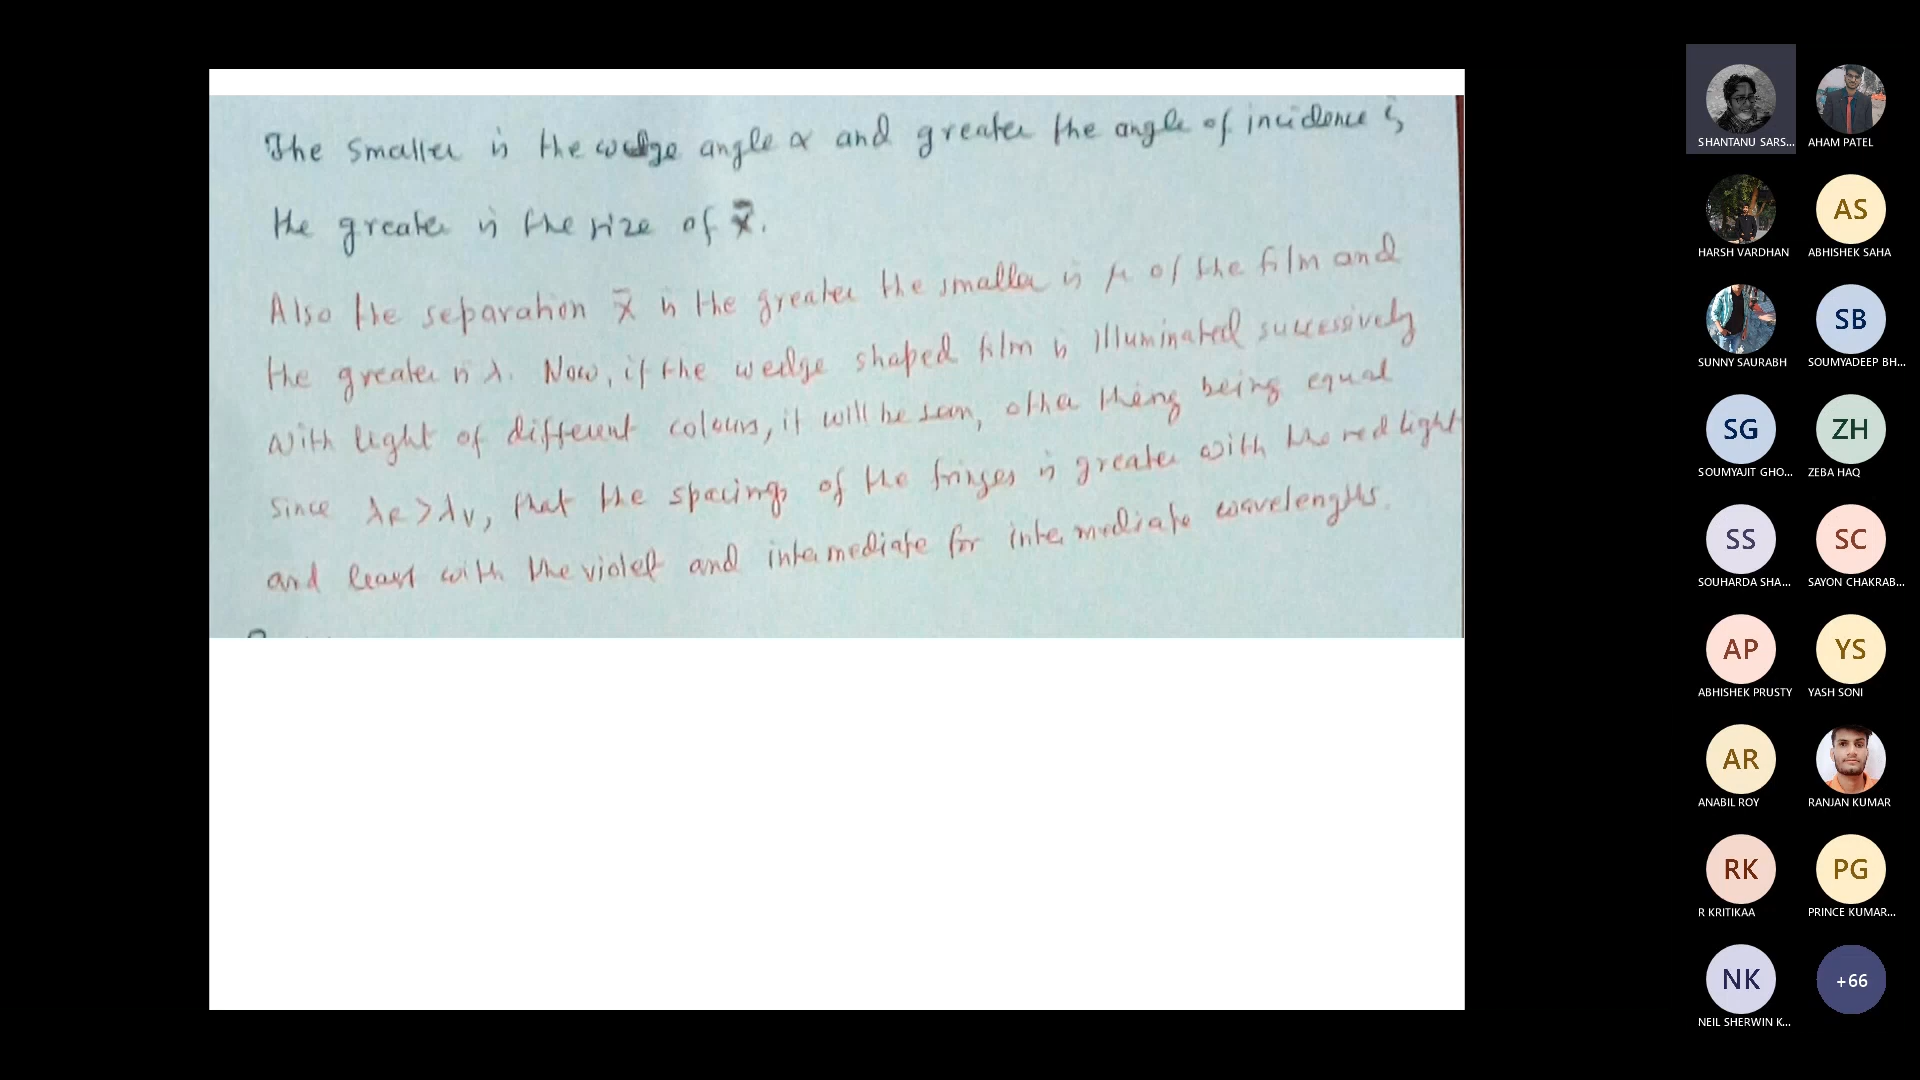 The smaller is the wedge angle α and greater the angle of incidence is
the greater is the size of x̄.
Also the separation x̄ is the greater the smaller is μ of the film and
the greater is λ. Now, if the wedge shaped film is illuminated successively
with light of different colours, it will be seen, other thing being equal
since λR > λV, that the spacings of the fringes is greater with the red light
and least with the violet and intermediate for intermediate wavelengths.
SHANTANU SARS...
AHAM PATEL
HARSH VARDHAN
AS
ABHISHEK SAHA
SUNNY SAURABH
SB
SOUMYADEEP BH...
SG
SOUMYAJIT GHO...
ZH
ZEBA HAQ
SS
SOUHARDA SHA...
SC
SAYON CHAKRAB...
AP
ABHISHEK PRUSTY
YS
YASH SONI
AR
ANABIL ROY
RANJAN KUMAR
RK
R KRITIKAA
PG
PRINCE KUMAR...
NK
NEIL SHERWIN K...
+66